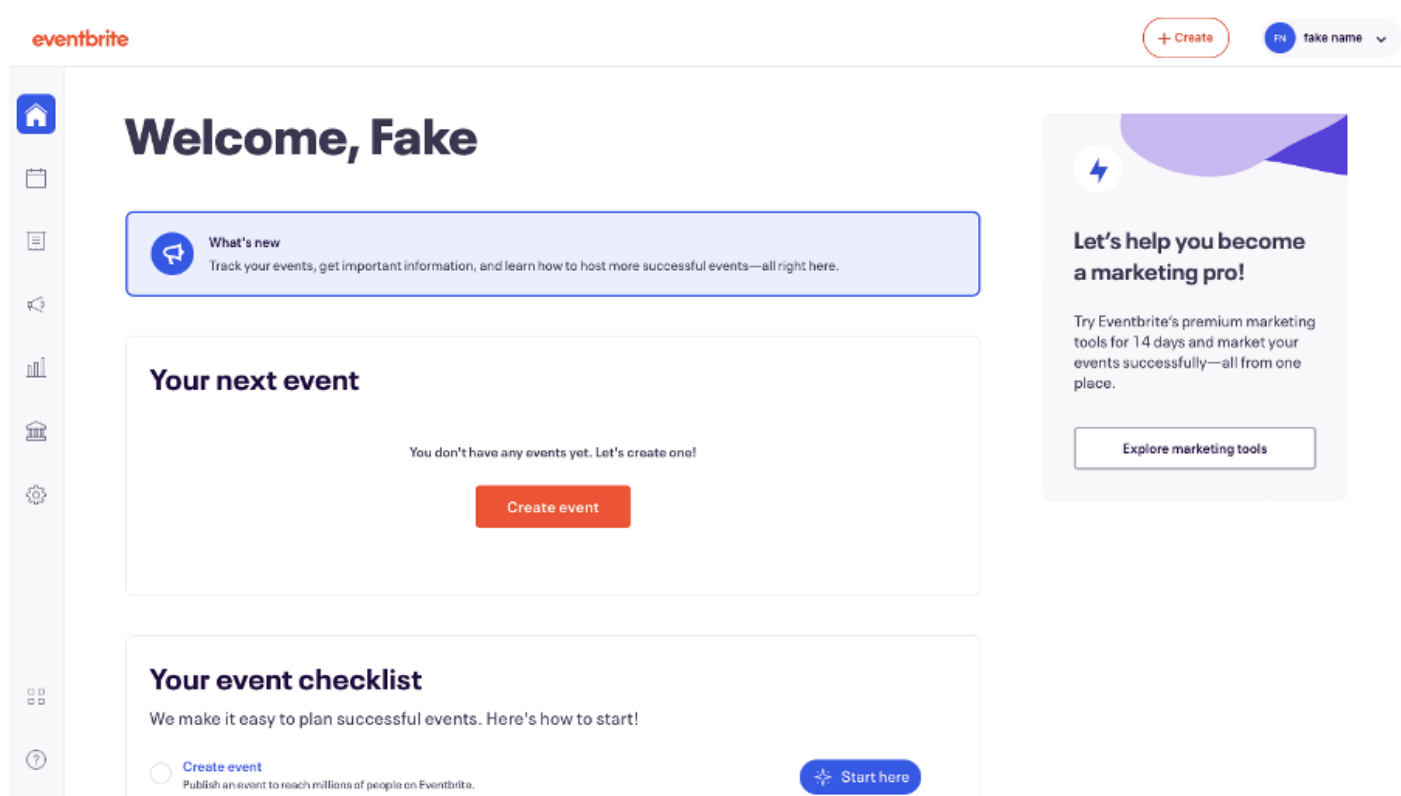 eventbrite
+ Create
FN
fake name
Welcome, Fake
What's new
Track your events, get important information, and learn how to host more successful events—all right here.
Your next event
You don't have any events yet. Let's create one!
Create event
Your event checklist
We make it easy to plan successful events. Here's how to start!
Create event
Publish an event to reach millions of people on Eventbrite.
Start here
Let's help you become
a marketing pro!
Try Eventbrite's premium marketing
tools for 14 days and market your
events successfully—all from one
place.
Explore marketing tools